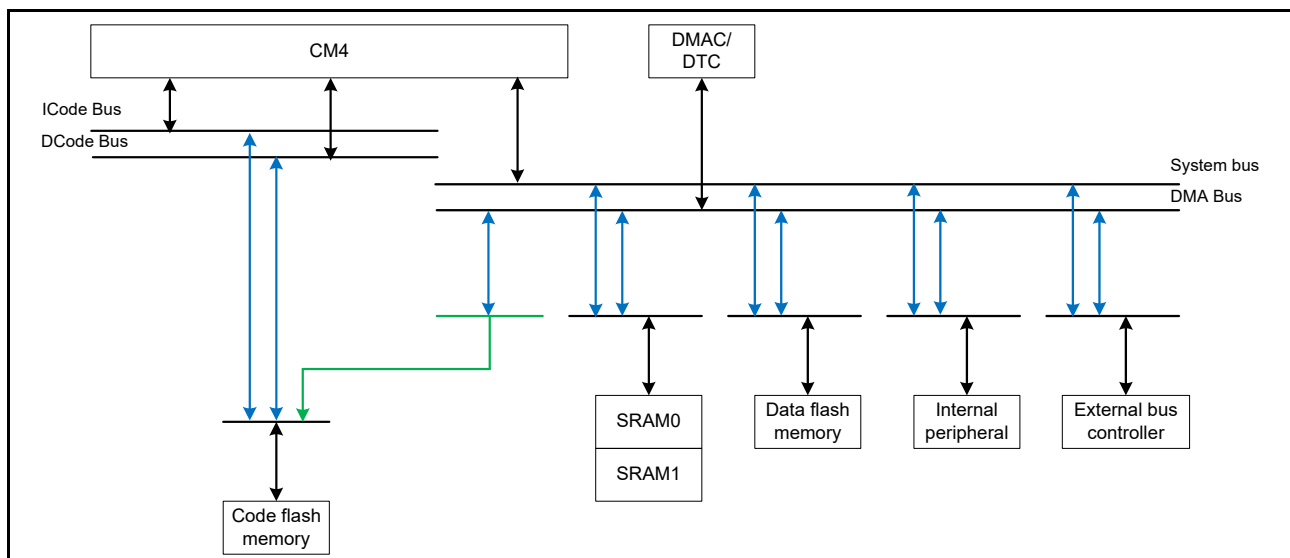 CM4
DMAC/
DTC
ICode Bus
DCode Bus
System bus
DMA Bus
SRAM0
SRAM1
Data flash
memory
Internal
peripheral
External bus
controller
Code flash
memory